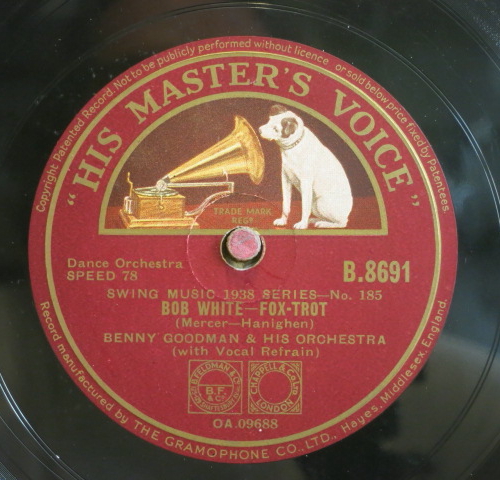 Copyright Patented Record. Not to be publicly performed without licence or sold below price fixed by Patentees.
"HIS MASTER'S VOICE"
TRADE MARK
REGD
Dance Orchestra
SPEED 78
B.8691
SWING MUSIC 1938 SERIES—No. 185
BOB WHITE—FOX-TROT
(Mercer—Hanighen)
BENNY GOODMAN & HIS ORCHESTRA
(with Vocal Refrain)
B.F.
& Co
CHAPPELL & Co Ltd
LONDON
OA.09688
Record manufactured by THE GRAMOPHONE CO., LTD. Hayes, Middlesex, England.